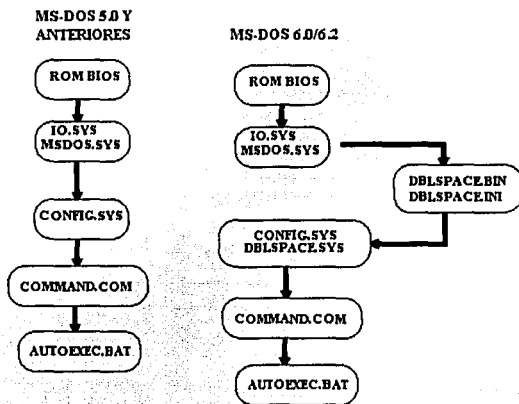 MS-DOS 5.0 Y
ANTERIORES
ROM BIOS
IO.SYS
MSDOS.SYS
CONFIG.SYS
COMMAND.COM
AUTOEXEC.BAT
MS-DOS 6.0/6.2
ROM BIOS
IO.SYS
MSDOS.SYS
DBLSPACE.BIN
DBLSPACE.INI
CONFIG.SYS
DBLSPACE.SYS
COMMAND.COM
AUTOEXEC.BAT